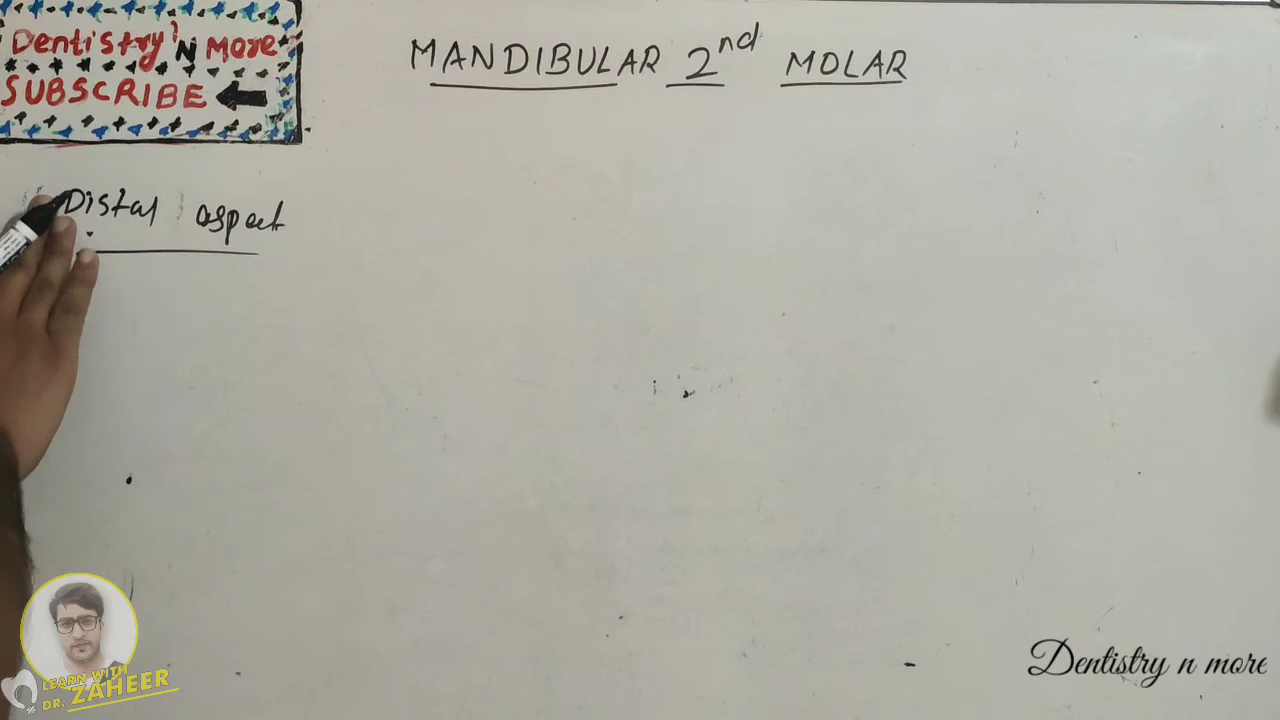 Dentistry'N More
SUBSCRIBE
MANDIBULAR 2nd MOLAR
Distal aspect
LEARN WITH
DR. ZAHEER
Dentistry n more